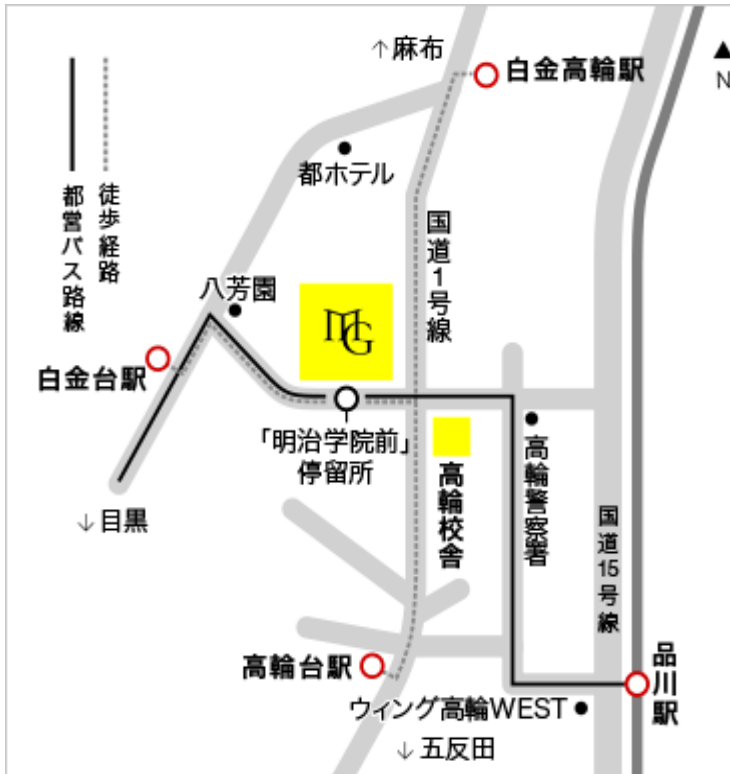 ↑麻布
白金高輪駅
▲
N
都営バス路線
徒歩経路
都ホテル
国道1号線
八芳園
MG
白金台駅
「明治学院前」
停留所
高輪校舎
高輪警察署
国道15号線
↓目黒
高輪台駅
品川駅
ウィング高輪WEST
↓五反田